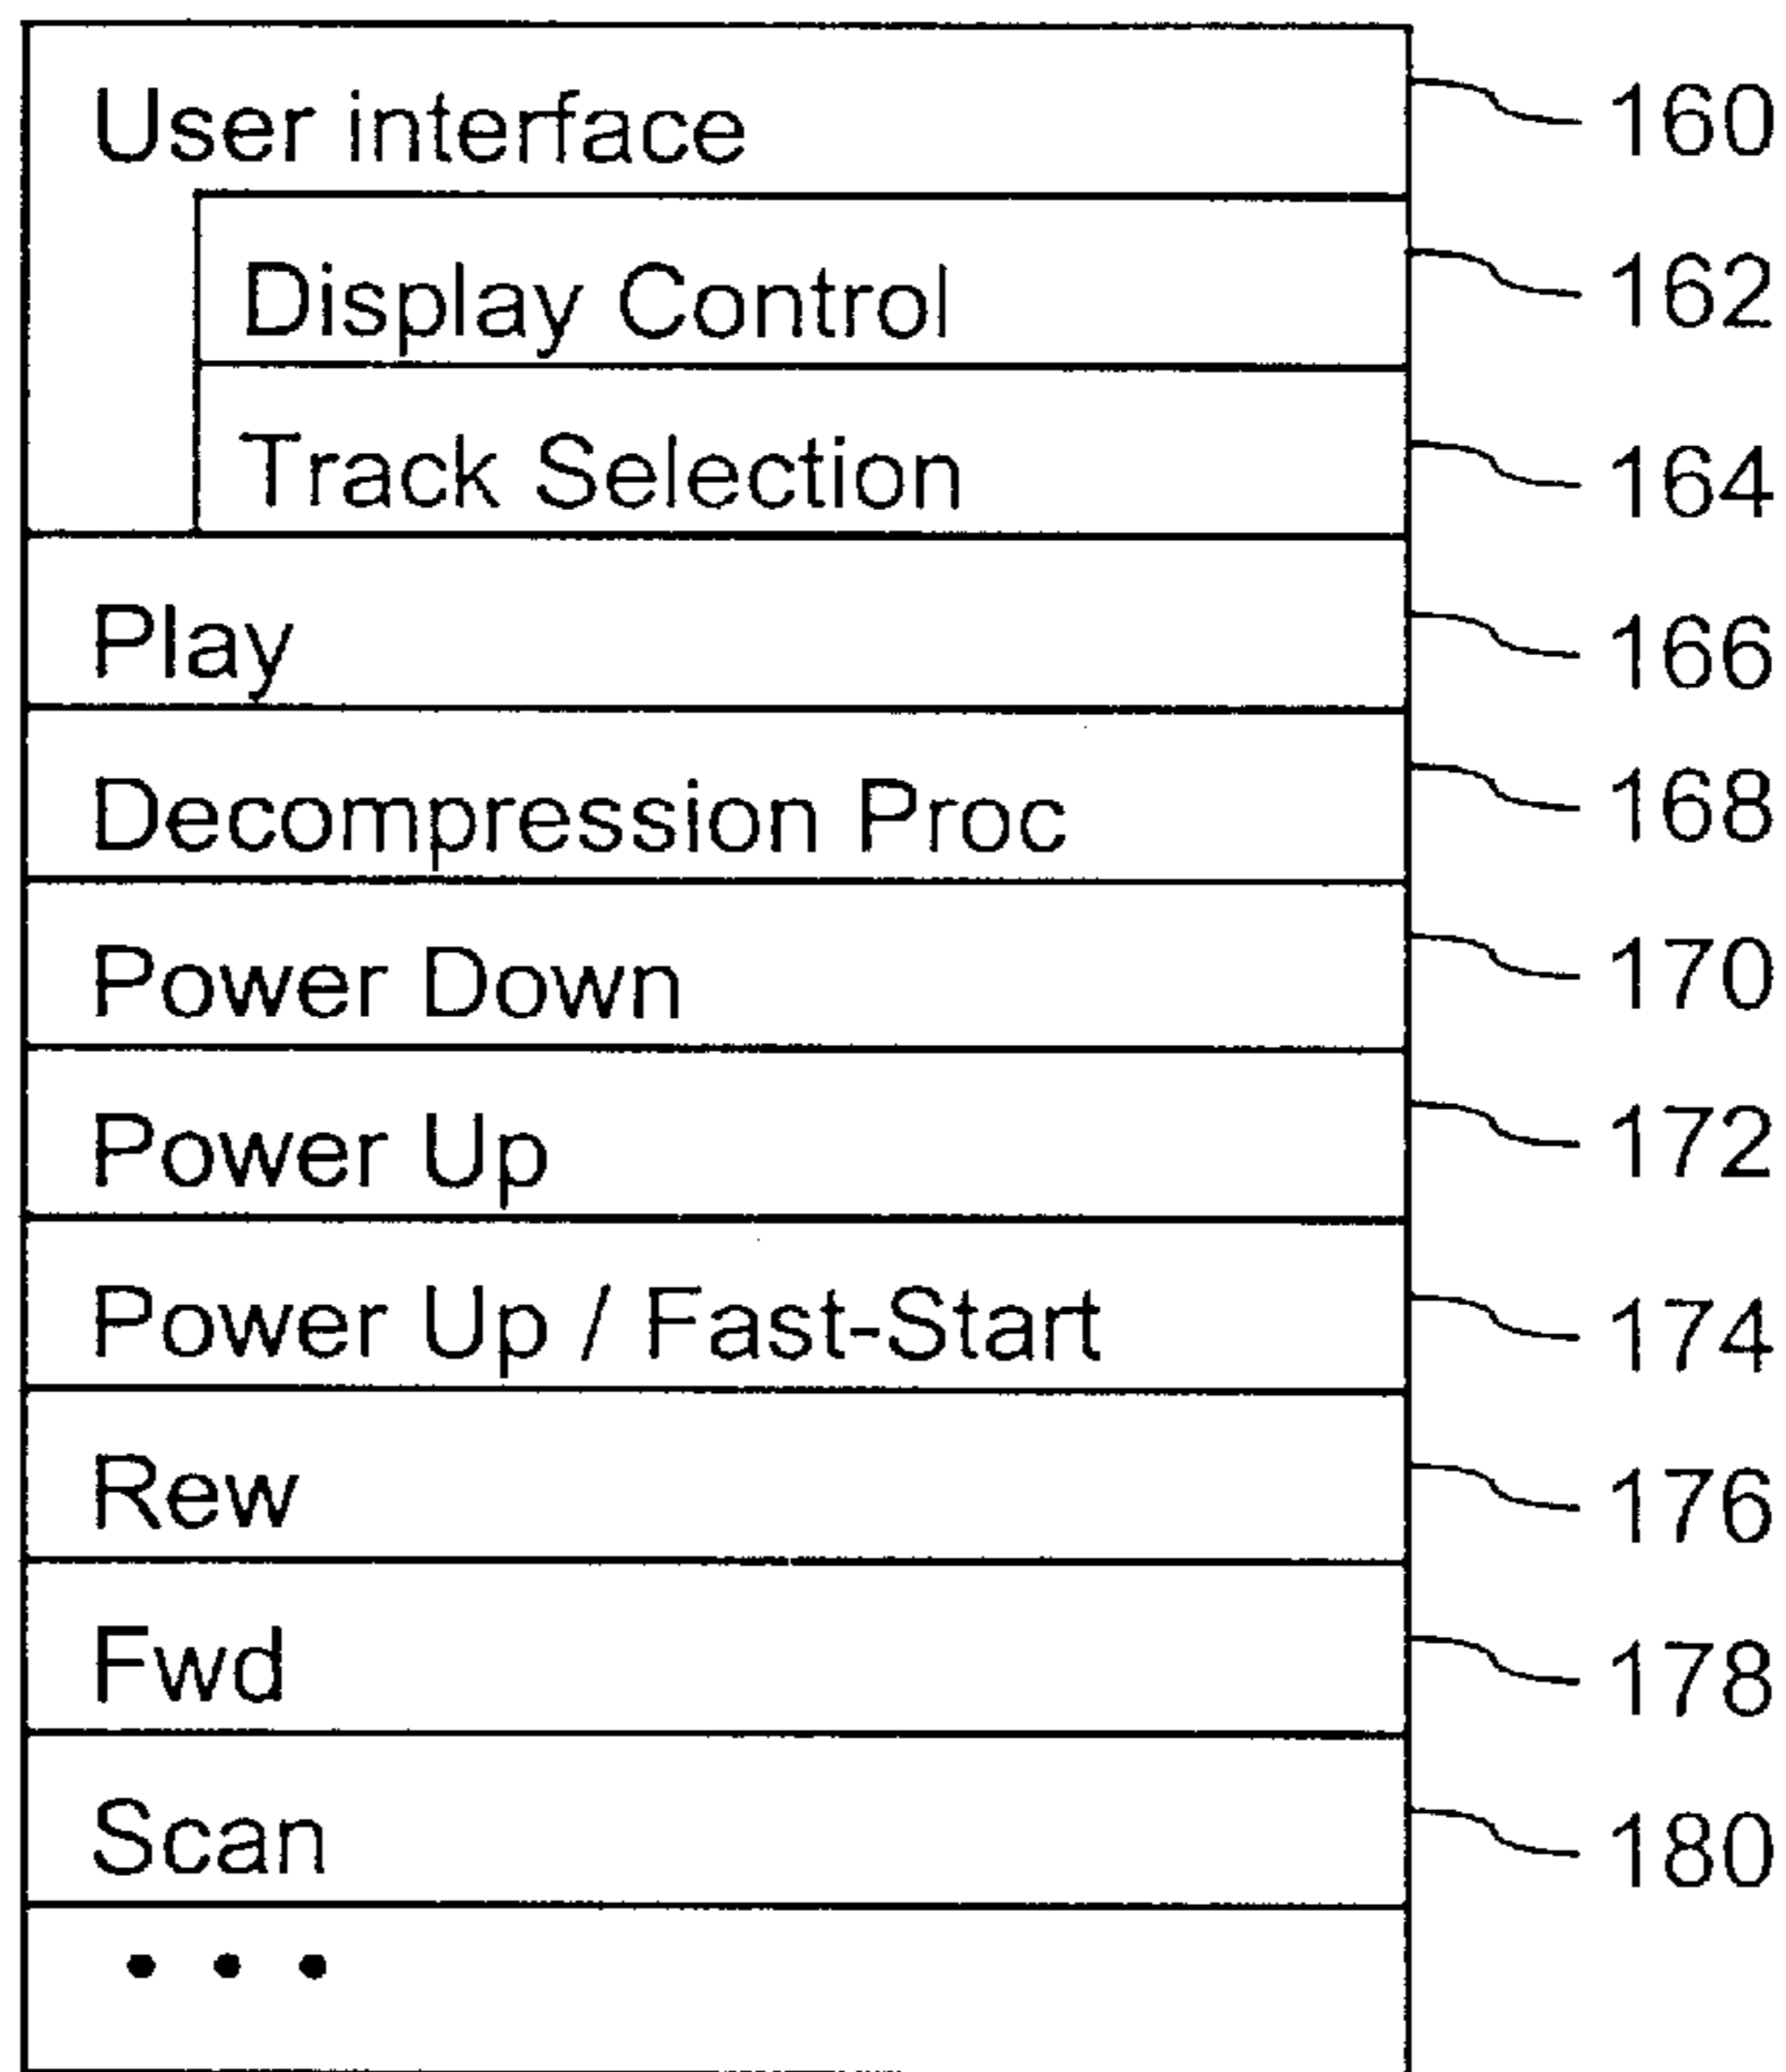 User interface 160
Display Control 162
Track Selection 164
Play 166
Decompression Proc 168
Power Down 170
Power Up 172
Power Up / Fast-Start 174
Rew 176
Fwd 178
Scan 180
• • •